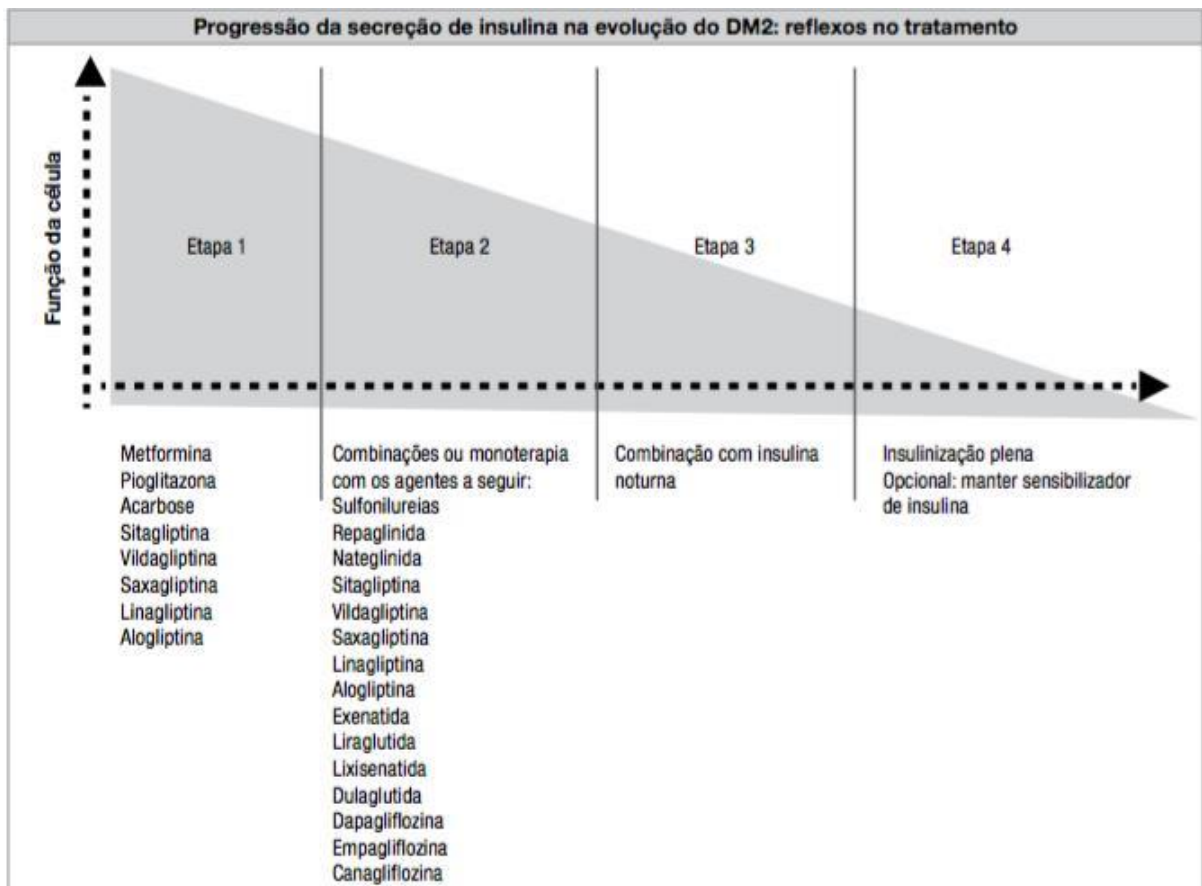 Progressão da secreção de insulina na evolução do DM2: reflexos no tratamento
Função da célula
Etapa 1
Etapa 2
Etapa 3
Etapa 4
Metformina
Pioglitazona
Acarbose
Sitagliptina
Vildagliptina
Saxagliptina
Linagliptina
Alogliptina
Combinações ou monoterapia
com os agentes a seguir:
Sulfonilureias
Repaglinida
Nateglinida
Sitagliptina
Vildagliptina
Saxagliptina
Linagliptina
Alogliptina
Exenatida
Liraglutida
Lixisenatida
Dulaglutida
Dapagliflozina
Empagliflozina
Canagliflozina
Combinação com insulina
noturna
Insulinização plena
Opcional: manter sensibilizador
de insulina